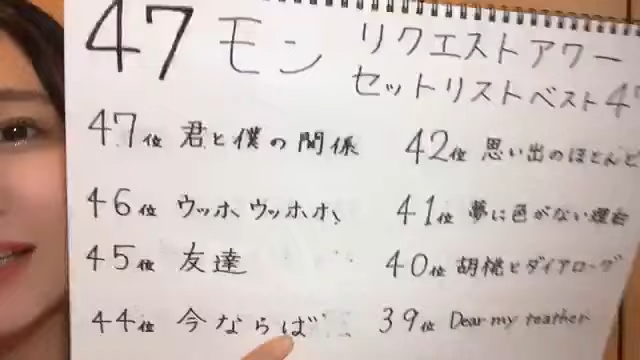 47モン
リクエストアワー
セットリストベスト47
47位 君と僕の関係
46位 ウッホ、ウッホホ、
45位 友達
44位 今ならば
42位 思い出のほとんど
41位 夢に色がない理由
40位 胡桃とダイアローグ
39位 Dear my teather